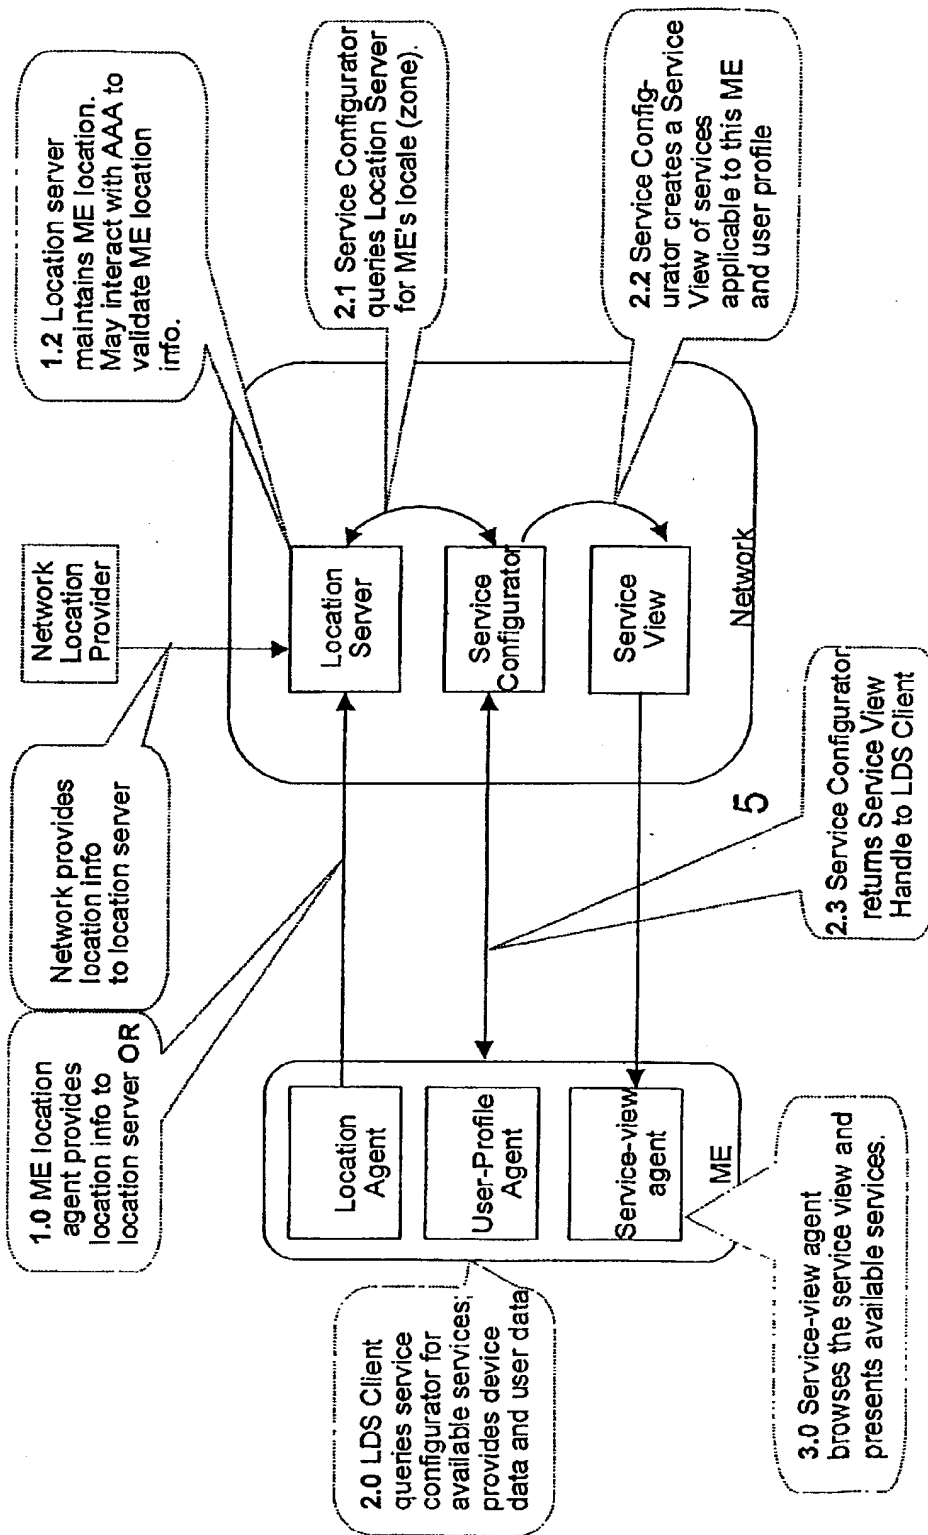 1.0 ME location
agent provides
location info to
location server OR
Network provides
location info
to location server
Network
Location
Provider
1.2 Location server
maintains ME location.
May interact with AAA to
validate ME location
info.
2.0 LDS Client
queries service
configurator for
available services;
provides device
data and user data
Location
Agent
User-Profile
Agent
Service-view
agent
ME
Location
Server
Service
Configurator
Service
View
Network
2.1 Service Configurator
queries Location Server
for ME's locale (zone).
2.2 Service Config-
urator creates a Service
View of services
applicable to this ME
and user profile
5
3.0 Service-view agent
browses the service view and
presents available services.
2.3 Service Configurator
returns Service View
Handle to LDS Client